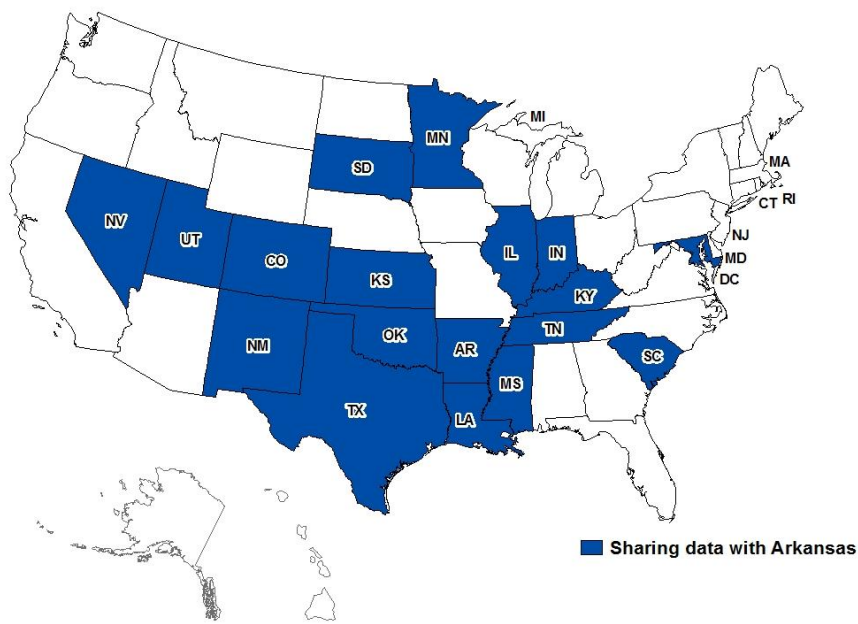 MI
MN
MA
SD
CT RI
NV
NJ
UT
IL
IN
MD
CO
DC
KS
KY
OK
TN
NM
AR
SC
MS
TX
LA
Sharing data with Arkansas